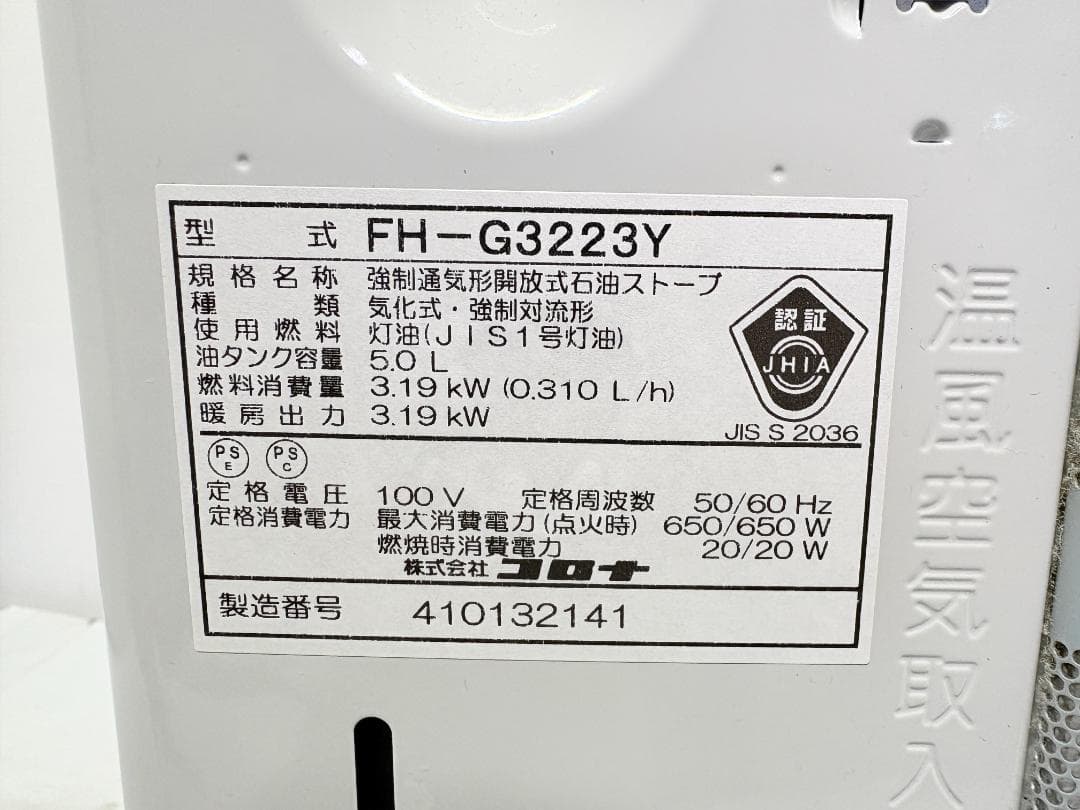 型式 FH-G3223Y
規格名称 強制通気形開放式石油ストーブ
種類 気化式・強制対流形
使用燃料 灯油(JIS1号灯油)
油タンク容量 5.0 L
燃料消費量 3.19 kW (0.310 L/h)
暖房出力 3.19 kW
認証
JHIA
JIS S 2036
PS E PS C
定格電圧 100 V 定格周波数 50/60 Hz
定格消費電力 最大消費電力(点火時) 650/650 W
燃焼時消費電力 20/20 W
株式会社 コロナ
製造番号 410132141
温風空気取入